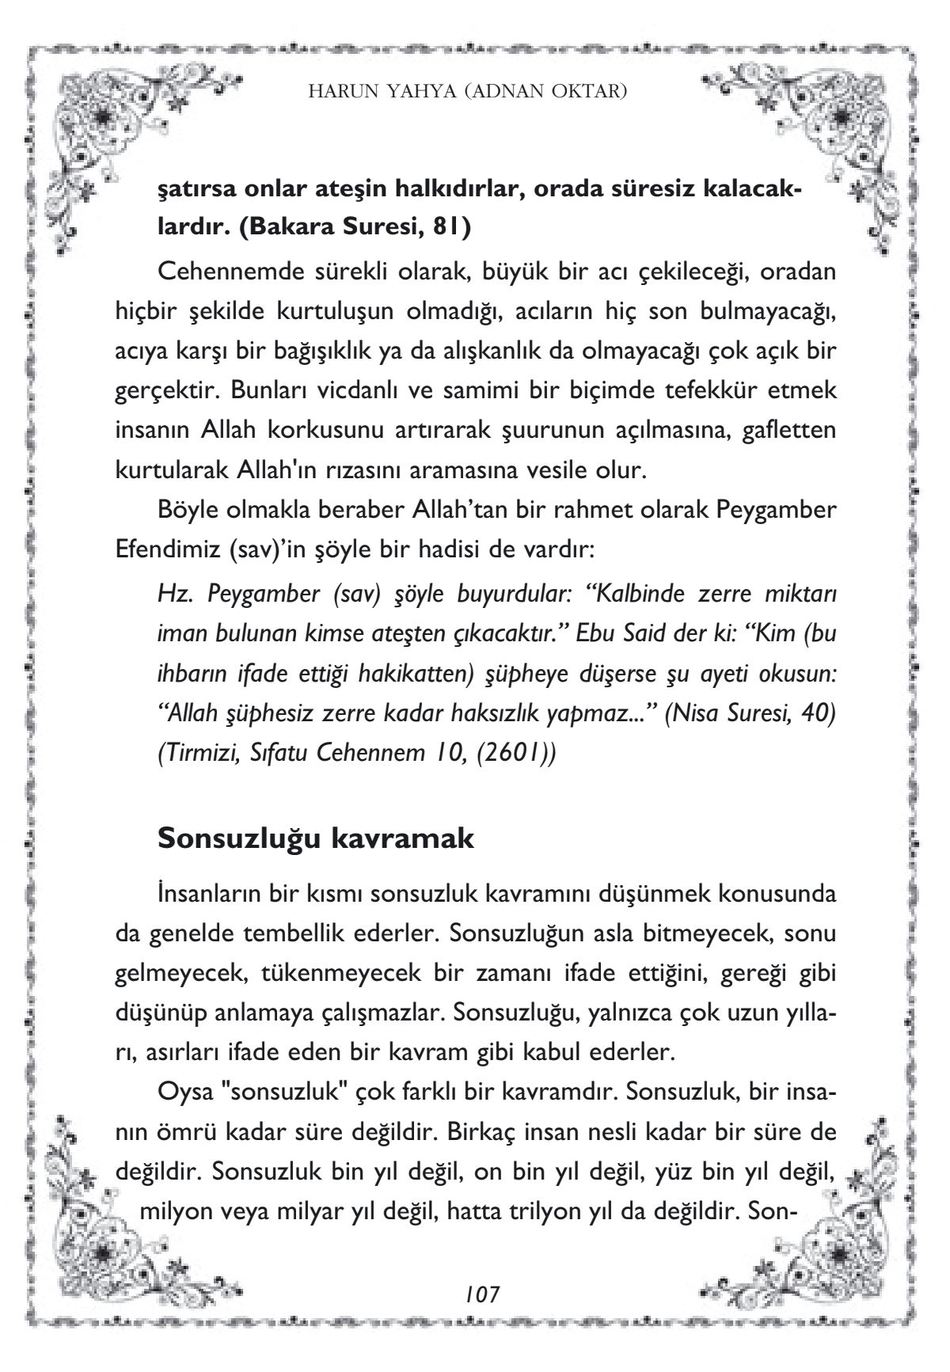 HARUN YAHYA (ADNAN OKTAR)
şatırsa onlar ateşin halkıdırlar, orada süresiz kalacak-
lardır. (Bakara Suresi, 81)
Cehennemde sürekli olarak, büyük bir acı çekileceği, oradan
hiçbir şekilde kurtuluşun olmadığı, acıların hiç son bulmayacağı,
acıya karşı bir bağışıklık ya da alışkanlık da olmayacağı çok açık bir
gerçektir. Bunları vicdanlı ve samimi bir biçimde tefekkür etmek
insanın Allah korkusunu artırarak şuurunun açılmasına, gafletten
kurtularak Allah'ın rızasını aramasına vesile olur.
Böyle olmakla beraber Allah’tan bir rahmet olarak Peygamber
Efendimiz (sav)’in şöyle bir hadisi de vardır:
Hz. Peygamber (sav) şöyle buyurdular: “Kalbinde zerre miktarı
iman bulunan kimse ateşten çıkacaktır.” Ebu Said der ki: “Kim (bu
ihbarın ifade ettiği hakikatten) şüpheye düşerse şu ayeti okusun:
“Allah şüphesiz zerre kadar haksızlık yapmaz...” (Nisa Suresi, 40)
(Tirmizi, Sıfatu Cehennem 10, (2601))
Sonsuzluğu kavramak
İnsanların bir kısmı sonsuzluk kavramını düşünmek konusunda
da genelde tembellik ederler. Sonsuzluğun asla bitmeyecek, sonu
gelmeyecek, tükenmeyecek bir zamanı ifade ettiğini, gereği gibi
düşünüp anlamaya çalışmazlar. Sonsuzluğu, yalnızca çok uzun yılla-
rı, asırları ifade eden bir kavram gibi kabul ederler.
Oysa "sonsuzluk" çok farklı bir kavramdır. Sonsuzluk, bir insa-
nın ömrü kadar süre değildir. Birkaç insan nesli kadar bir süre de
değildir. Sonsuzluk bin yıl değil, on bin yıl değil, yüz bin yıl değil,
milyon veya milyar yıl değil, hatta trilyon yıl da değildir. Son-
107